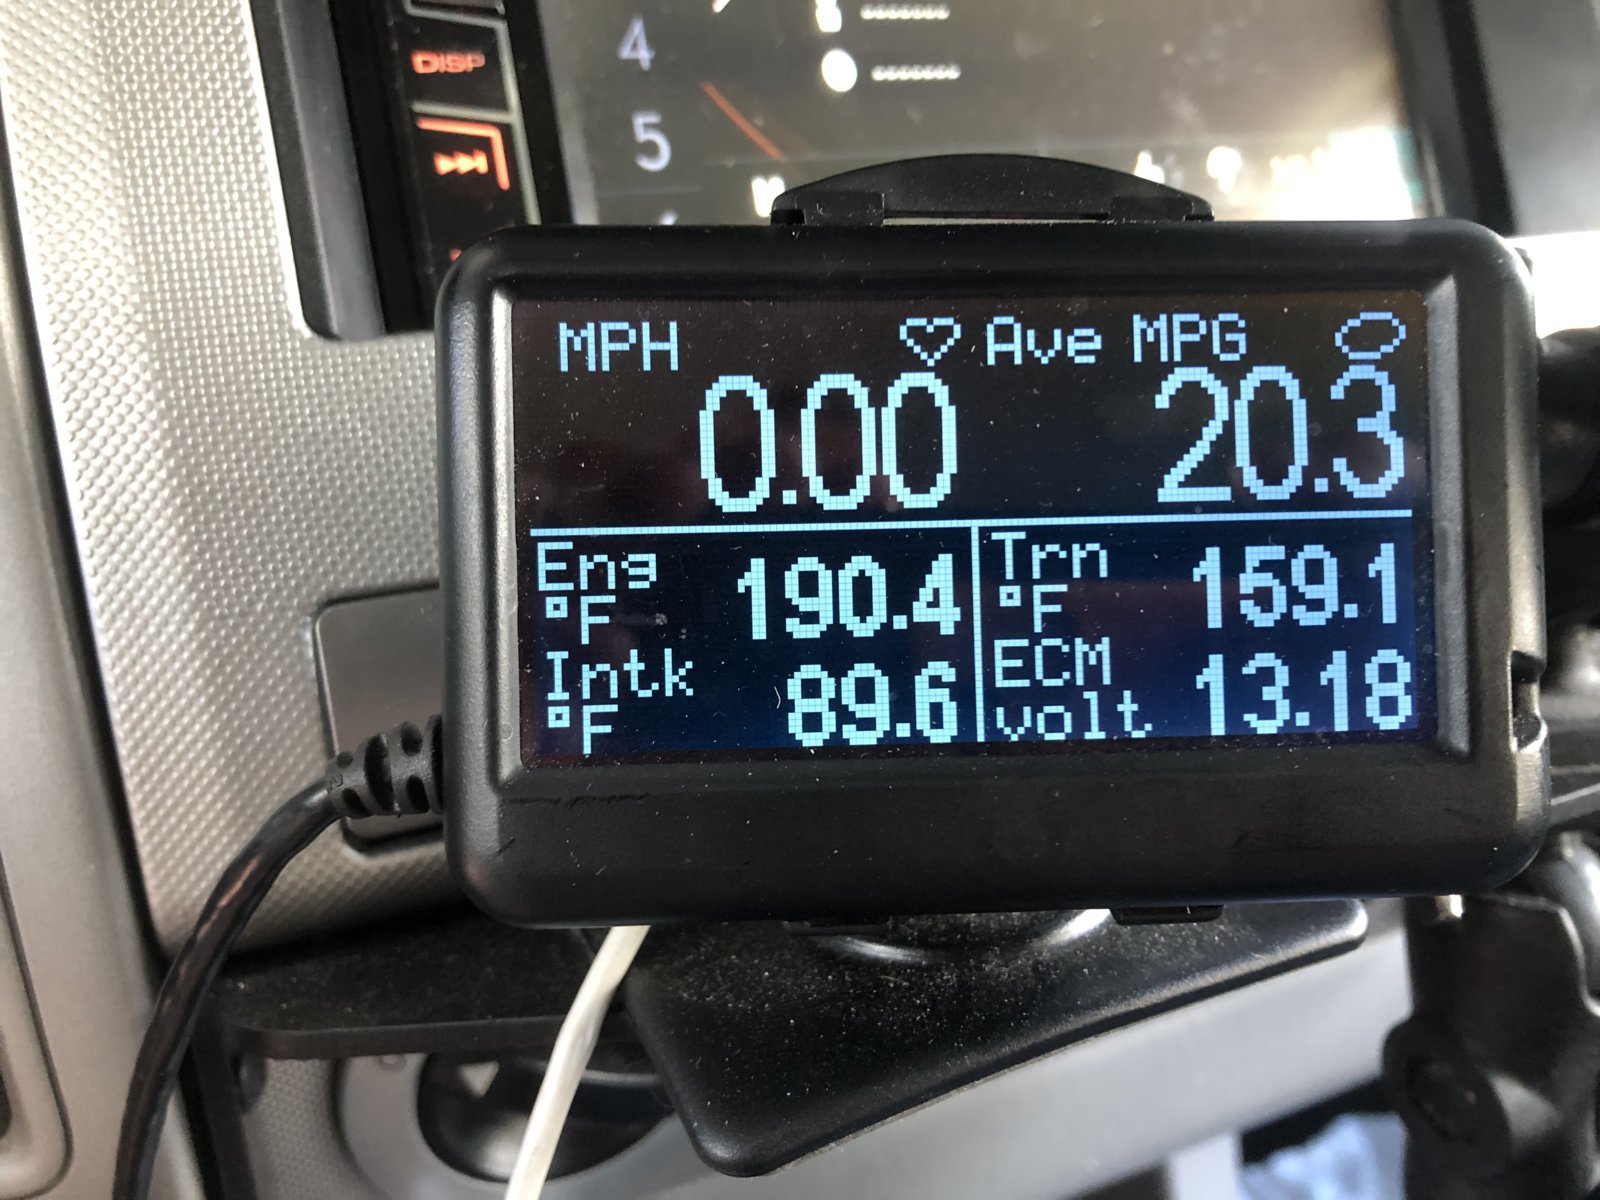 DISP
4
5
MPH Ave MPG
0.00 20.3
Eng °F 190.4
Trn °F 159.1
Intk °F 89.6
ECM volt 13.18